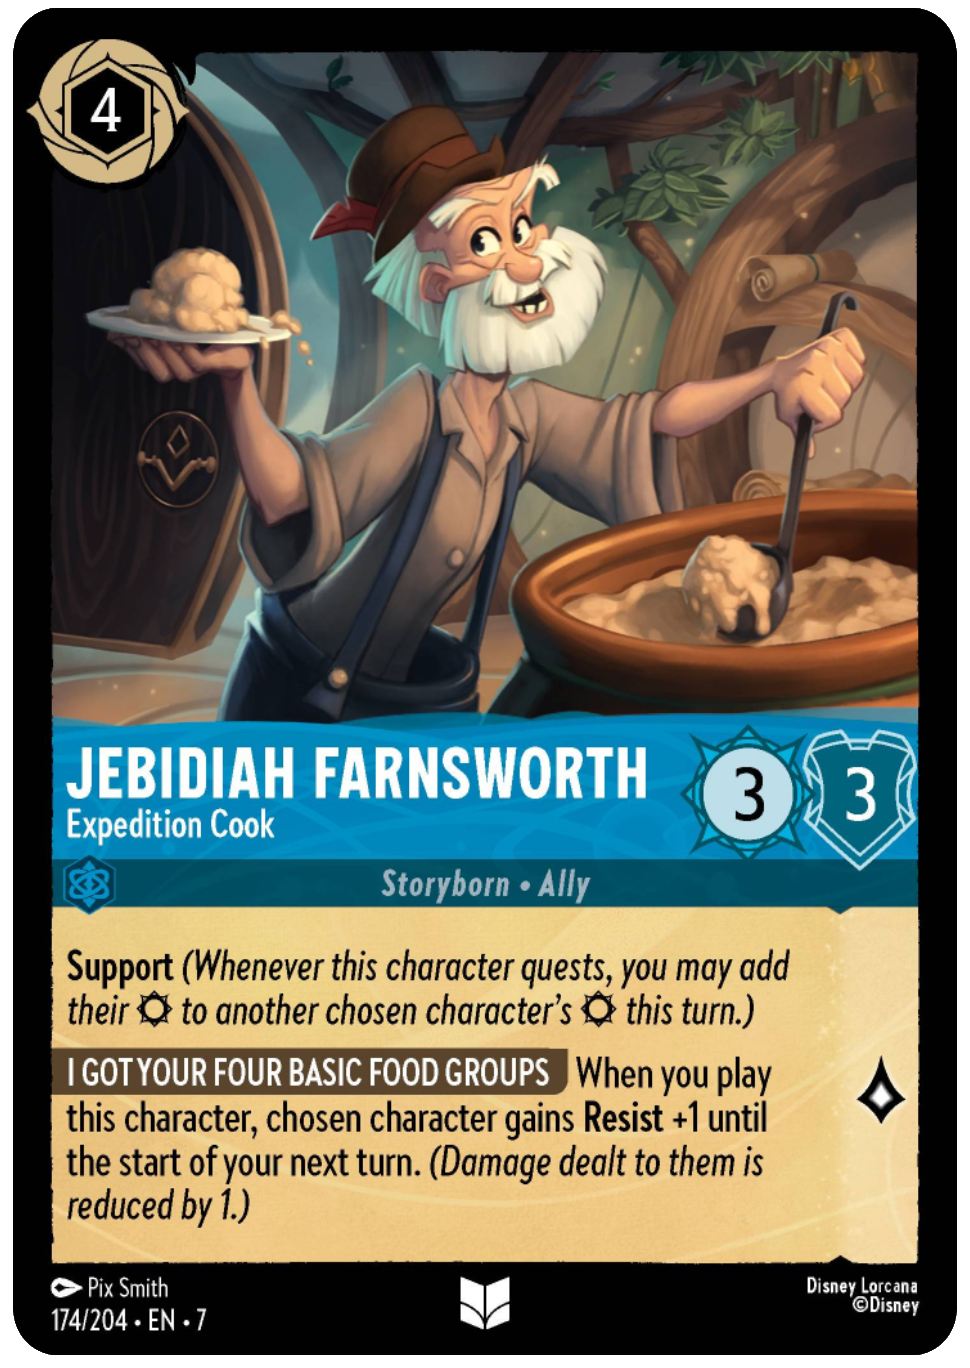 4
JEBIDIAH FARNSWORTH
Expedition Cook
3
3
Storyborn • Ally
Support (Whenever this character quests, you may add
their to another chosen character's this turn.)
I GOT YOUR FOUR BASIC FOOD GROUPS When you play
this character, chosen character gains Resist +1 until
the start of your next turn. (Damage dealt to them is
reduced by 1.)
Pix Smith
174/204 • EN • 7
Disney Lorcana
©Disney